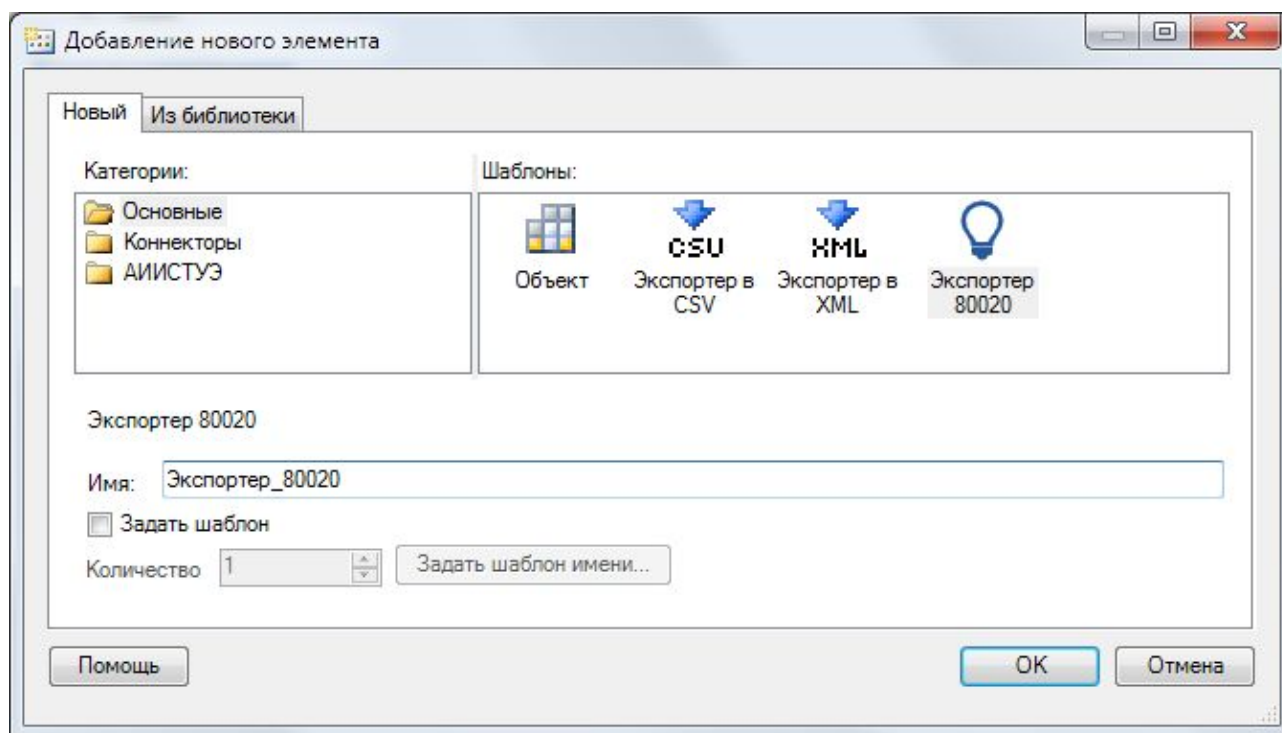 Добавление нового элемента
Новый
Из библиотеки
Категории:
Основные
Коннекторы
АИИСТУЭ
Шаблоны:
CSV
XML
Объект
Экспортер в
CSV
Экспортер в
XML
Экспортер
80020
Экспортер 80020
Имя: Экспортер_80020
Задать шаблон
Количество 1 Задать шаблон имени...
Помощь OK Отмена